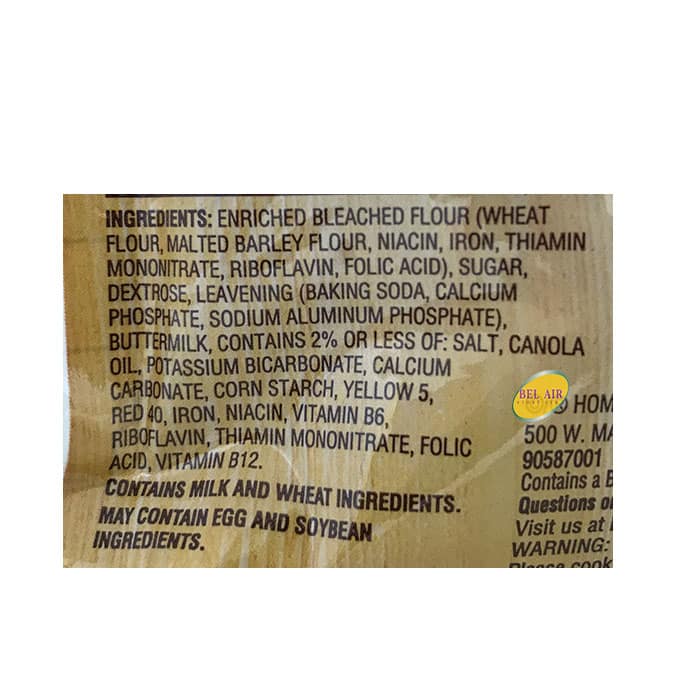 INGREDIENTS: ENRICHED BLEACHED FLOUR (WHEAT
FLOUR, MALTED BARLEY FLOUR, NIACIN, IRON, THIAMIN
MONONITRATE, RIBOFLAVIN, FOLIC ACID), SUGAR,
DEXTROSE, LEAVENING (BAKING SODA, CALCIUM
PHOSPHATE, SODIUM ALUMINUM PHOSPHATE),
BUTTERMILK, CONTAINS 2% OR LESS OF: SALT, CANOLA
OIL, POTASSIUM BICARBONATE, CALCIUM
CARBONATE, CORN STARCH, YELLOW 5,
RED 40, IRON, NIACIN, VITAMIN B6,
RIBOFLAVIN, THIAMIN MONONITRATE, FOLIC
ACID, VITAMIN B12.
CONTAINS MILK AND WHEAT INGREDIENTS.
MAY CONTAIN EGG AND SOYBEAN
INGREDIENTS.
BEL AIR
HOM
500 W. MA
90587001
Contains a B
Questions o
Visit us at
WARNING:
Please cook